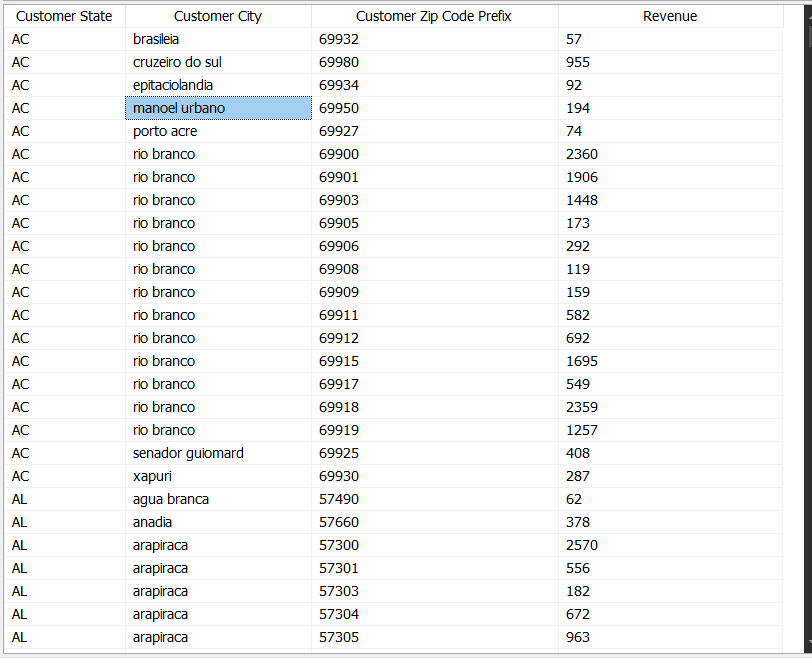 Customer State Customer City Customer Zip Code Prefix Revenue
AC brasileia 69932 57
AC cruzeiro do sul 69980 955
AC epitaciolandia 69934 92
AC manoel urbano 69950 194
AC porto acre 69927 74
AC rio branco 69900 2360
AC rio branco 69901 1906
AC rio branco 69903 1448
AC rio branco 69905 173
AC rio branco 69906 292
AC rio branco 69908 119
AC rio branco 69909 159
AC rio branco 69911 582
AC rio branco 69912 692
AC rio branco 69915 1695
AC rio branco 69917 549
AC rio branco 69918 2359
AC rio branco 69919 1257
AC senador guiomard 69925 408
AC xapuri 69930 287
AL agua branca 57490 62
AL anadia 57660 378
AL arapiraca 57300 2570
AL arapiraca 57301 556
AL arapiraca 57303 182
AL arapiraca 57304 672
AL arapiraca 57305 963